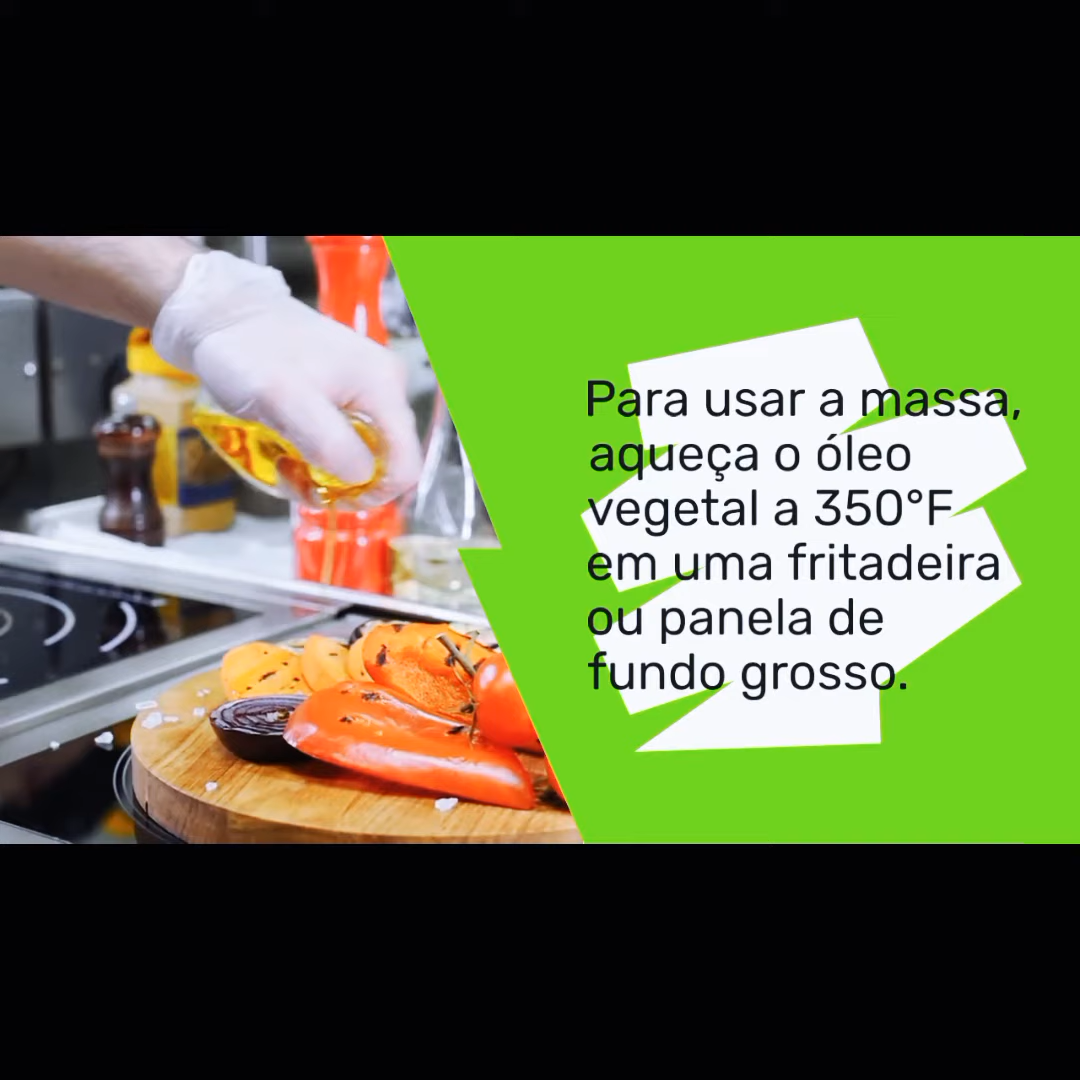 Para usar a massa,
aqueça o óleo
vegetal a 350°F
em uma fritadeira
ou panela de
fundo grosso.